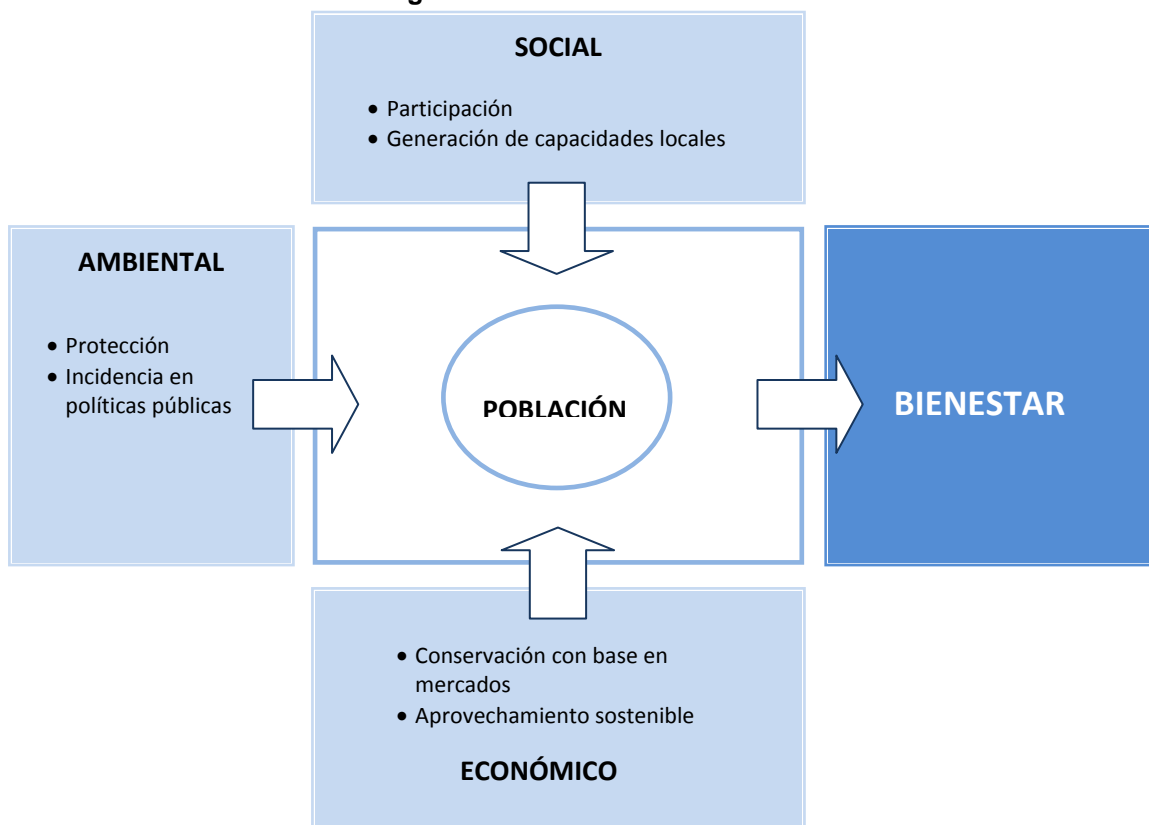 SOCIAL
• Participación
• Generación de capacidades locales
AMBIENTAL
• Protección
• Incidencia en
políticas públicas
POBLACIÓN
BIENESTAR
• Conservación con base en
mercados
• Aprovechamiento sostenible
ECONÓMICO